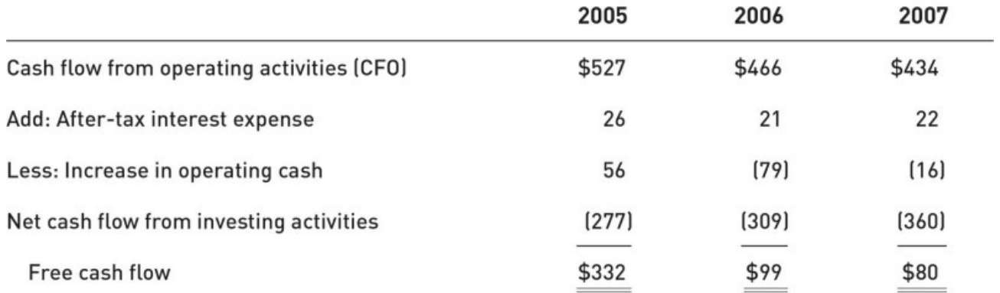 2005 2006 2007
Cash flow from operating activities (CFO) $527 $466 $434
Add: After-tax interest expense 26 21 22
Less: Increase in operating cash 56 (79) (16)
Net cash flow from investing activities (277) (309) (360)
Free cash flow $332 $99 $80